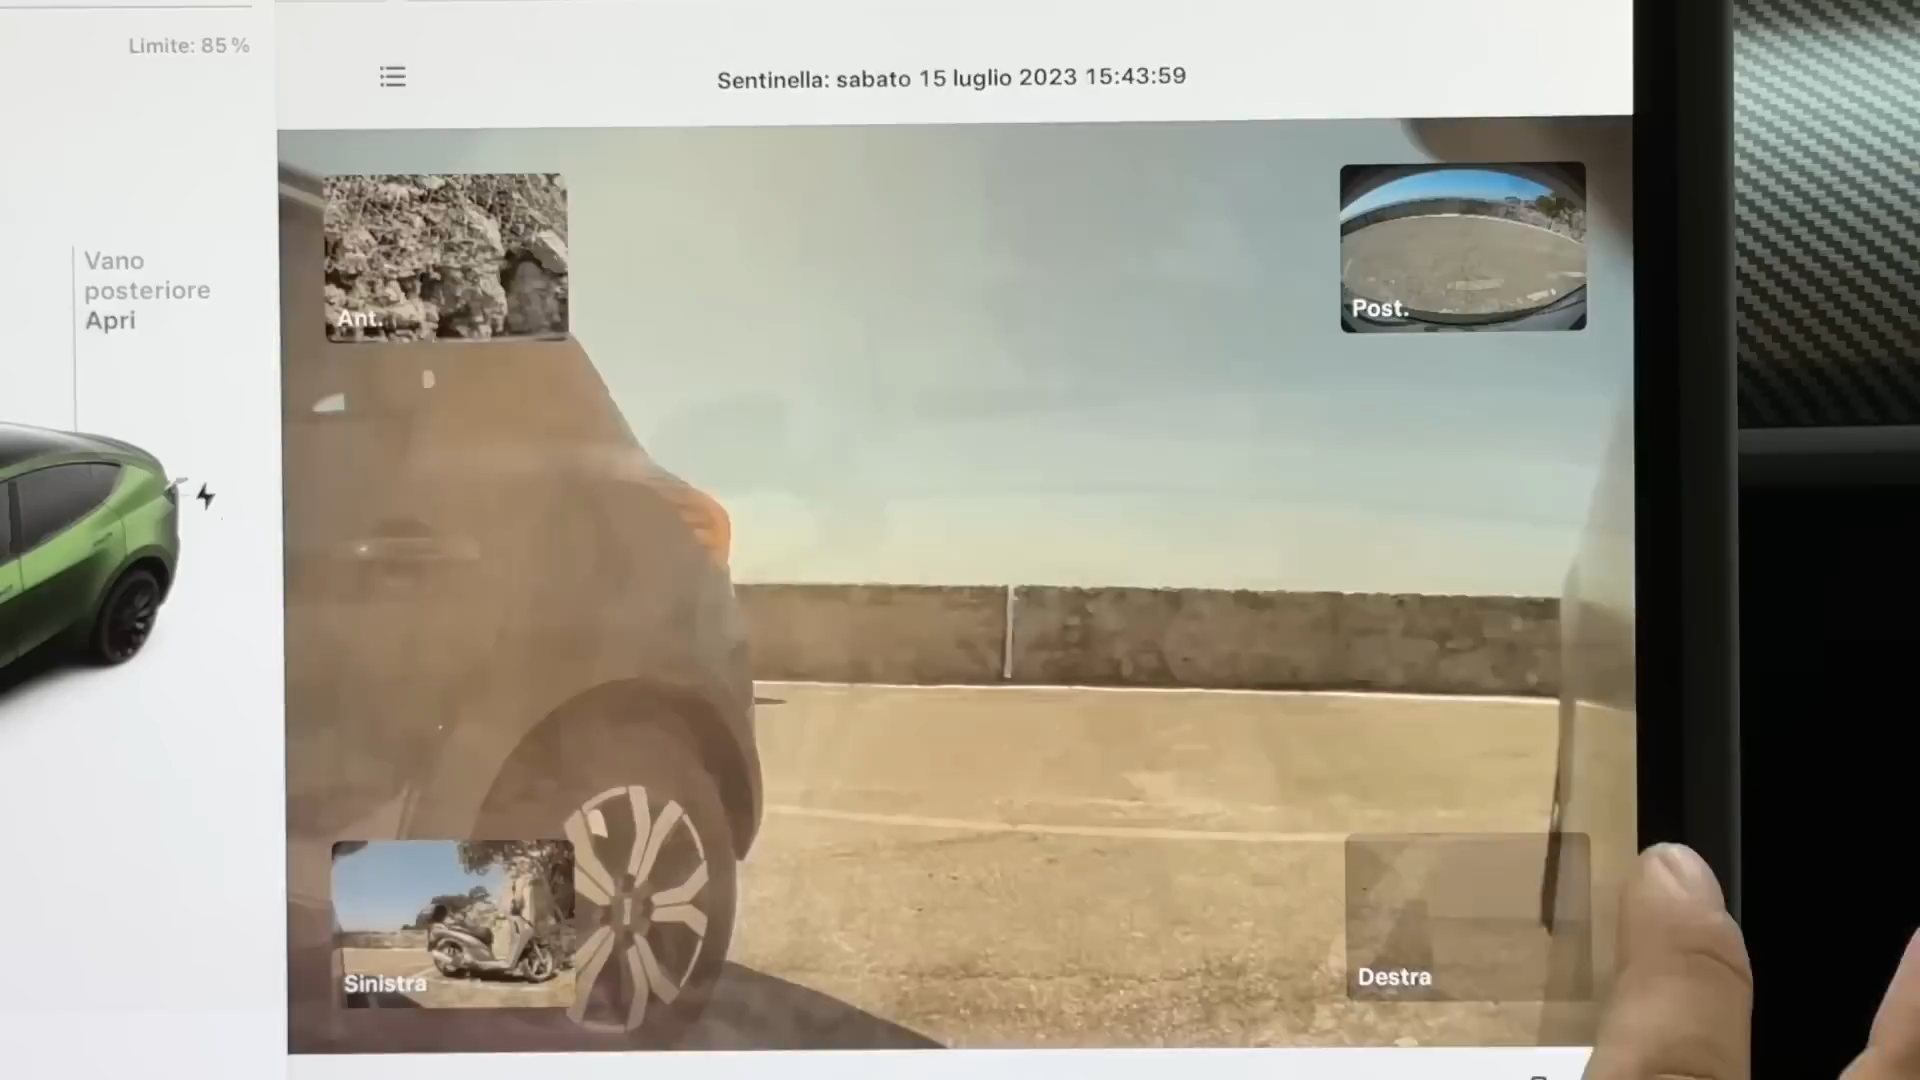 Limite: 85%
Sentinella: sabato 15 luglio 2023 15:43:59
Vano
posteriore
Apri
Ant.
Post.
Sinistra
Destra